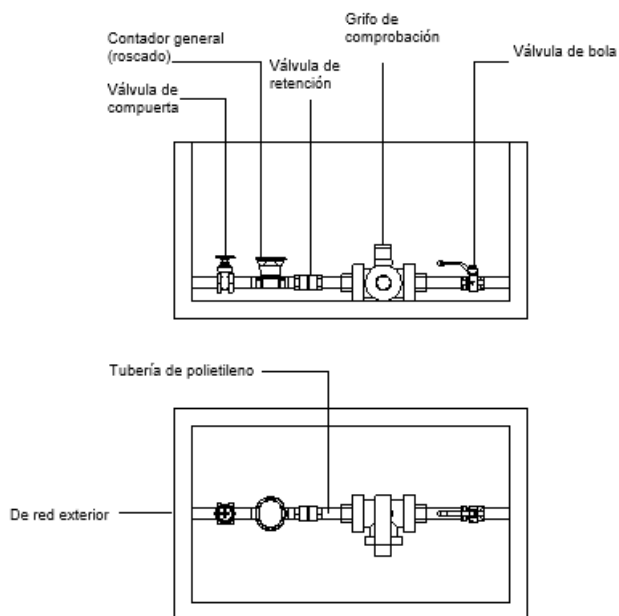 Contador general
(roscado)
Válvula de
compuerta
Válvula de
retención
Grifo de
comprobación
Válvula de bola
Tubería de polietileno
De red exterior